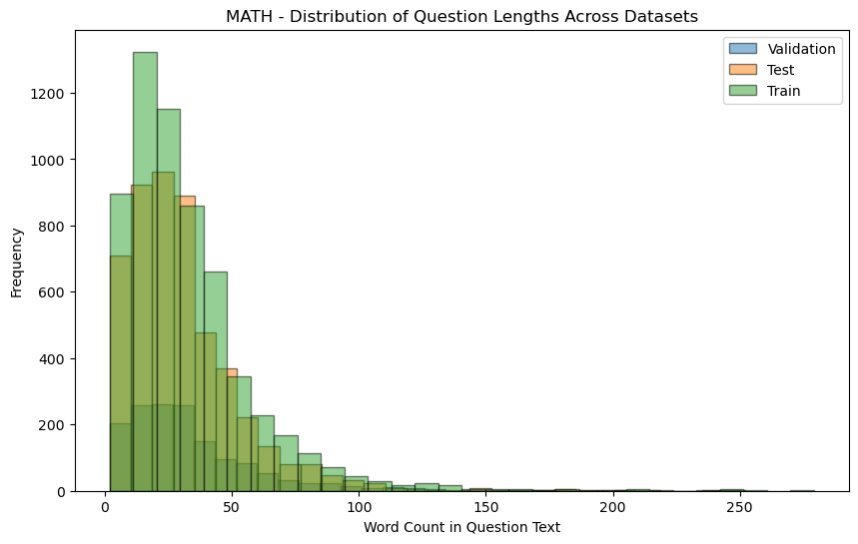 MATH - Distribution of Question Lengths Across Datasets
Validation
Test
Train
Frequency
1200
1000
800
600
400
200
0
0 50 100 150 200 250
Word Count in Question Text